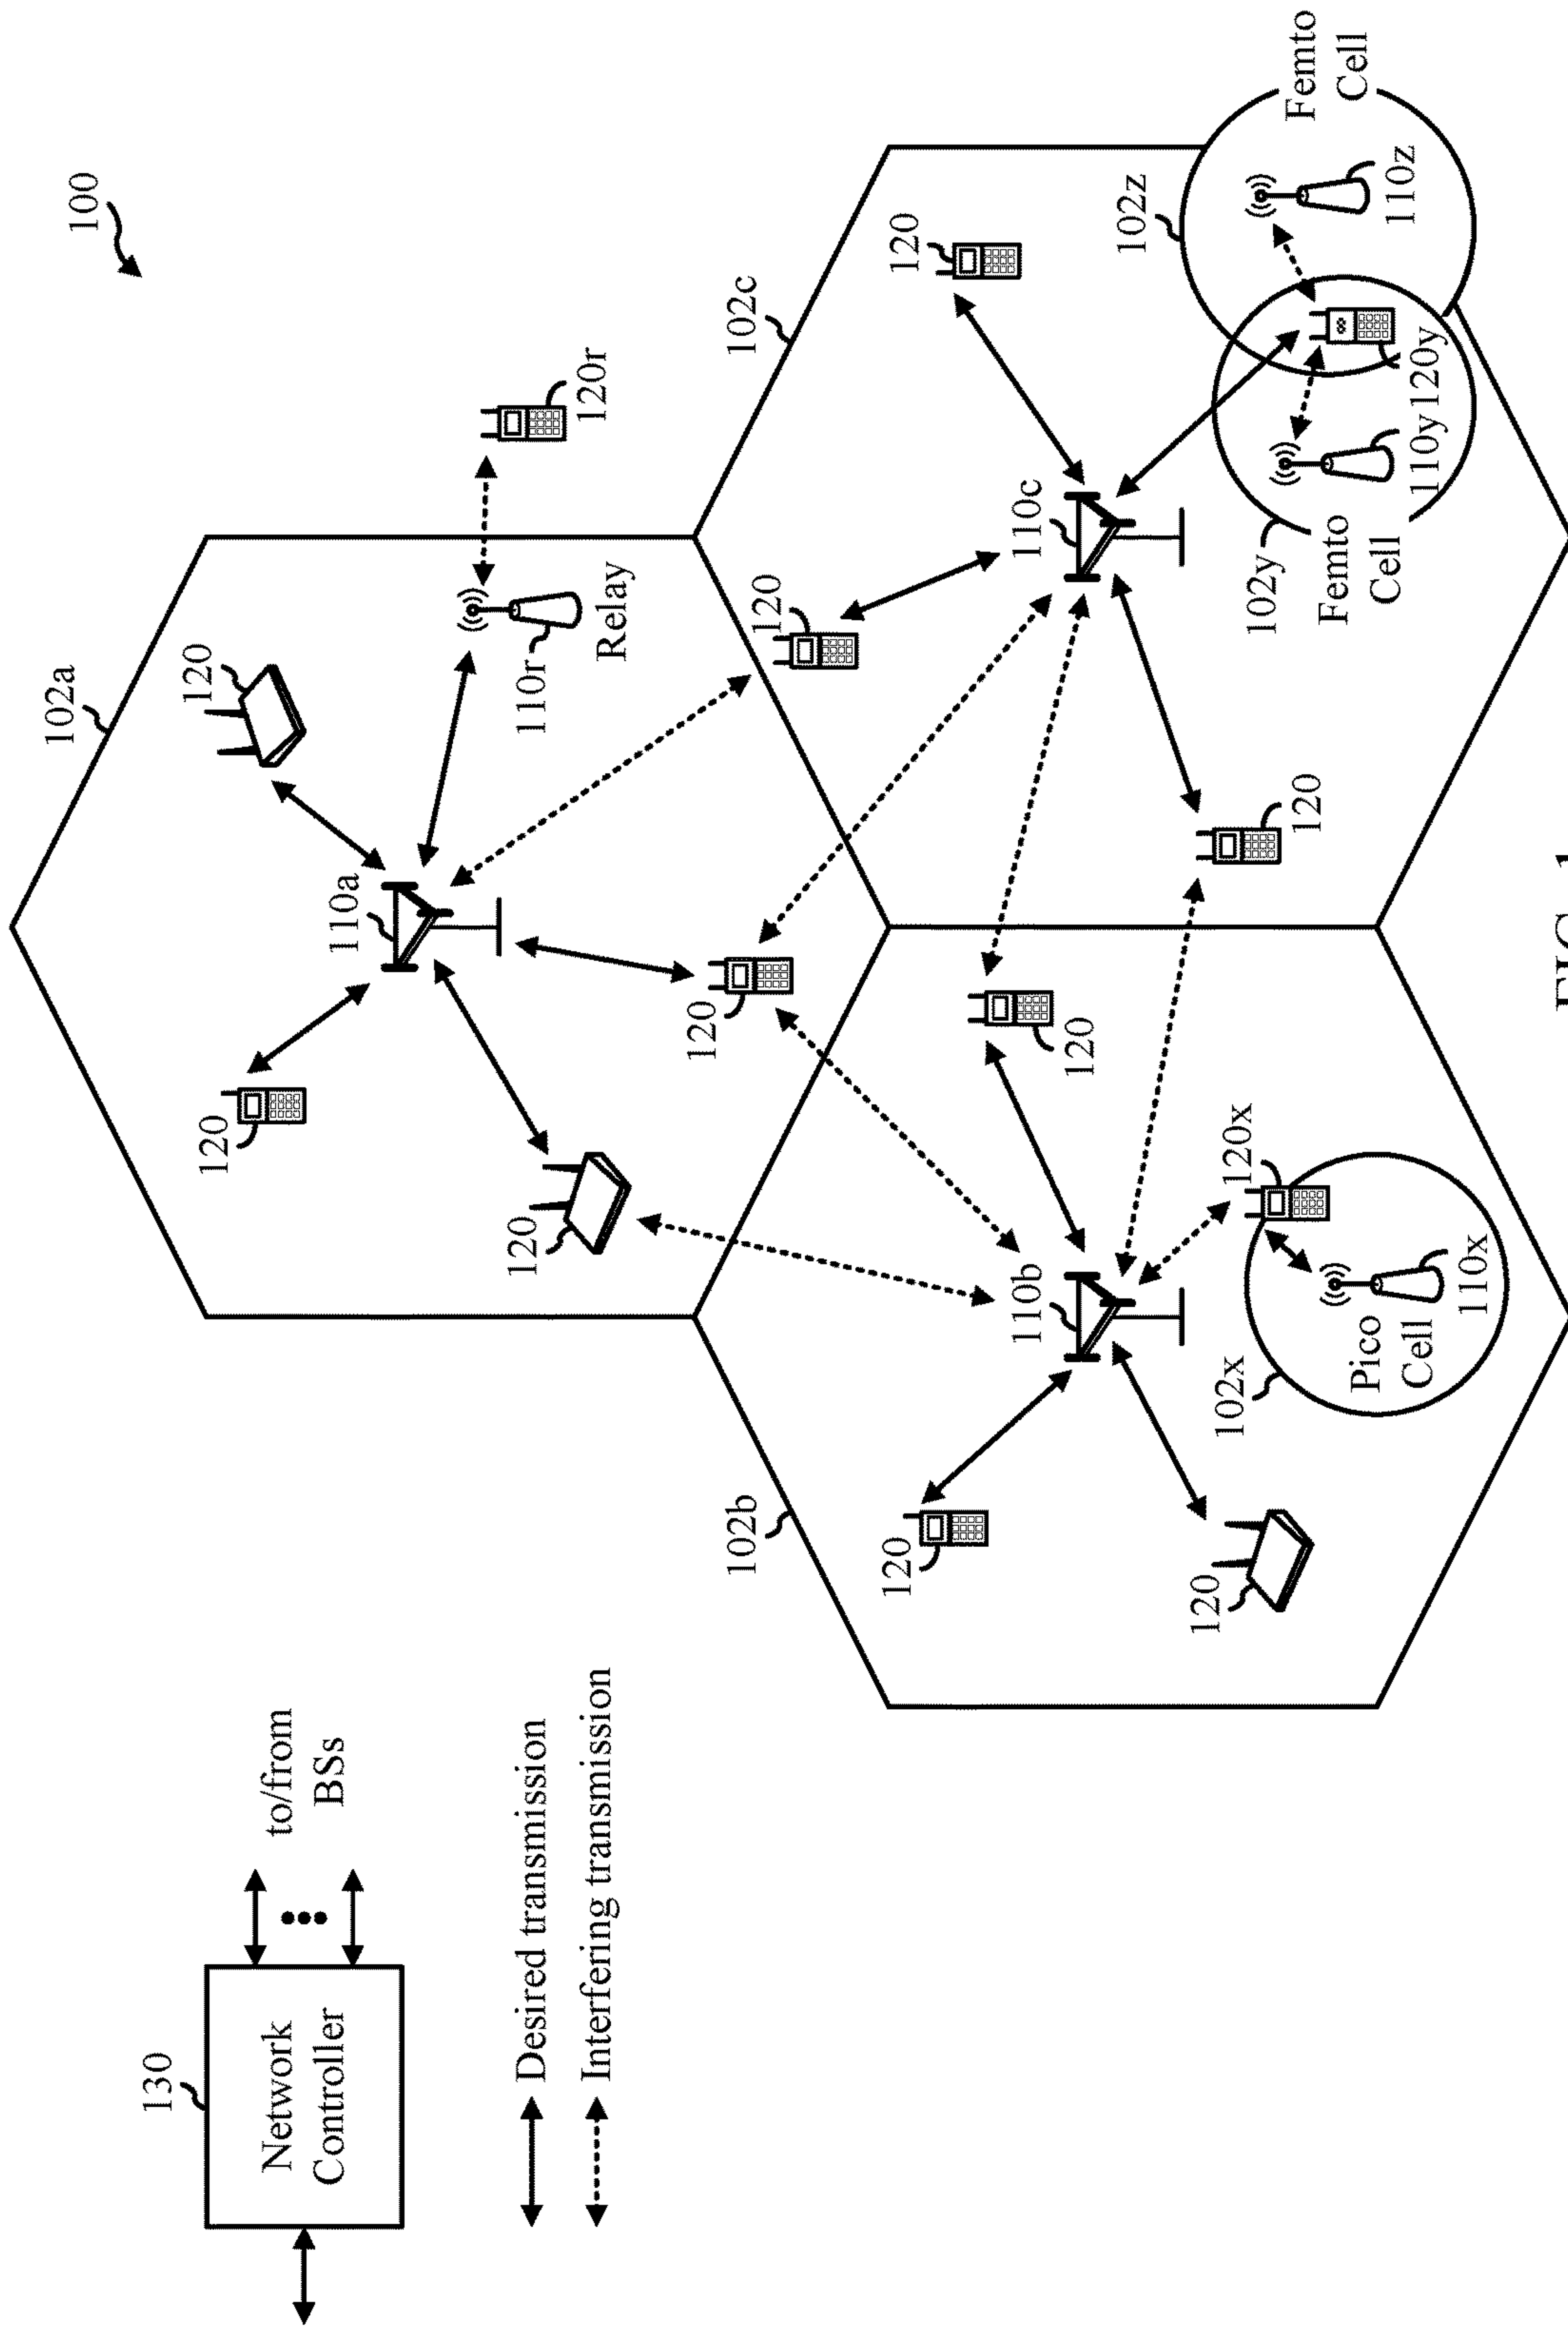 100
130
Network
Controller
to/from
BSs
Desired transmission
Interfering transmission
102a
120
110a
120
120
120
110r
Relay
120r
120
102b
110b
120
120
120
120x
102x
Pico
Cell
110x
102c
120
120
110c
120
102y
Femto
Cell
110y
120y
102z
110z
Femto
Cell